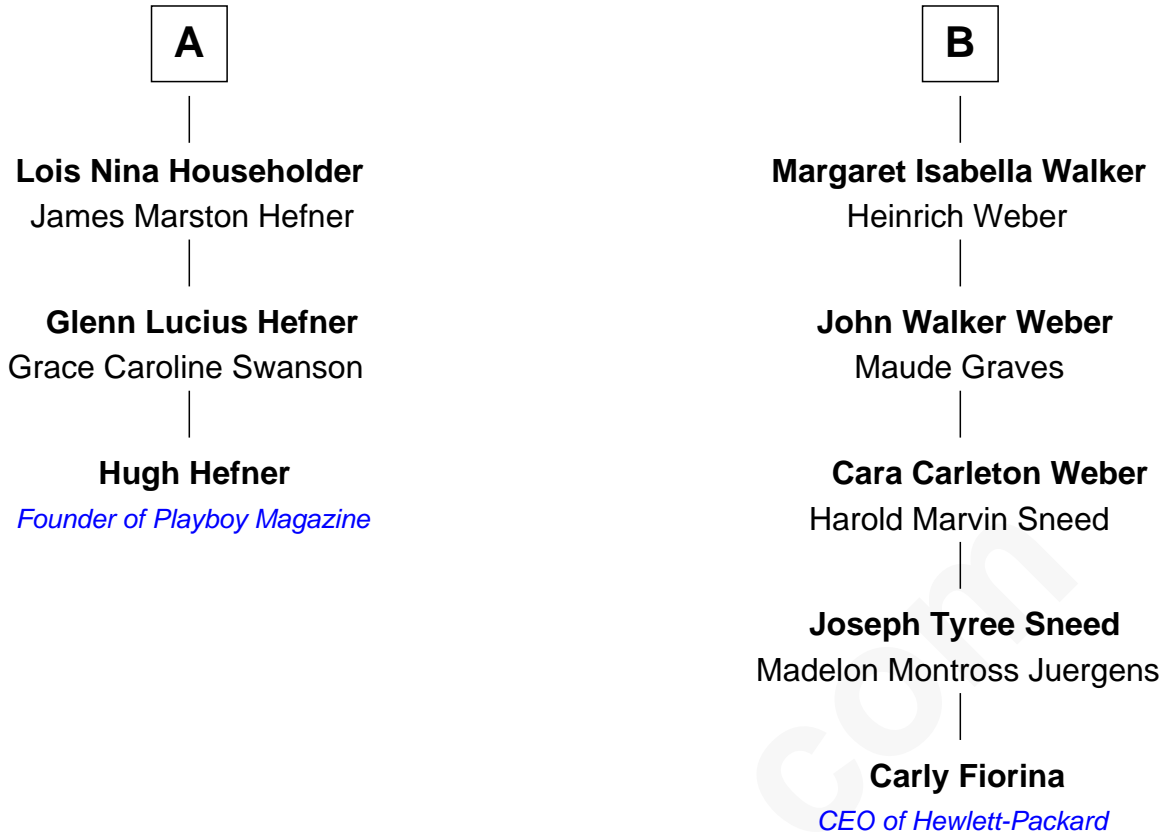 A
Lois Nina Householder
James Marston Hefner
Glenn Lucius Hefner
Grace Caroline Swanson
Hugh Hefner
Founder of Playboy Magazine
B
Margaret Isabella Walker
Heinrich Weber
John Walker Weber
Maude Graves
Cara Carleton Weber
Harold Marvin Sneed
Joseph Tyree Sneed
Madelon Montross Juergens
Carly Fiorina
CEO of Hewlett-Packard
com